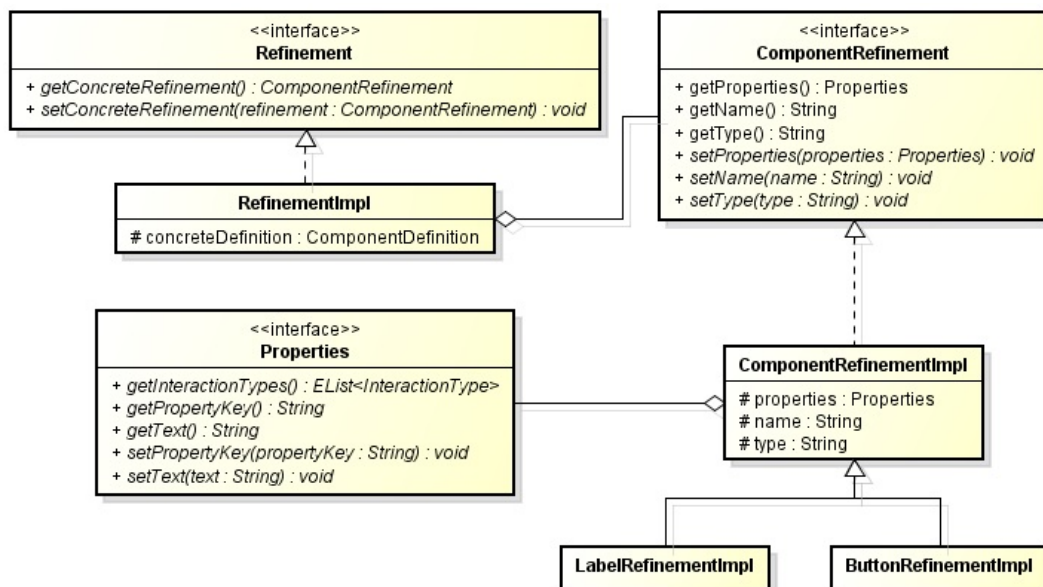 <<interface>>
Refinement
+ getConcreteRefinement() : ComponentRefinement
+ setConcreteRefinement(refinement : ComponentRefinement) : void
<<interface>>
ComponentRefinement
+ getProperties() : Properties
+ getName() : String
+ getType() : String
+ setProperties(properties : Properties) : void
+ setName(name : String) : void
+ setType(type : String) : void
RefinementImpl
# concreteDefinition : ComponentDefinition
<<interface>>
Properties
+ getInteractionTypes() : EList<InteractionType>
+ getPropertyKey() : String
+ getText() : String
+ setPropertyKey(propertyKey : String) : void
+ setText(text : String) : void
ComponentRefinementImpl
# properties : Properties
# name : String
# type : String
LabelRefinementImpl
ButtonRefinementImpl